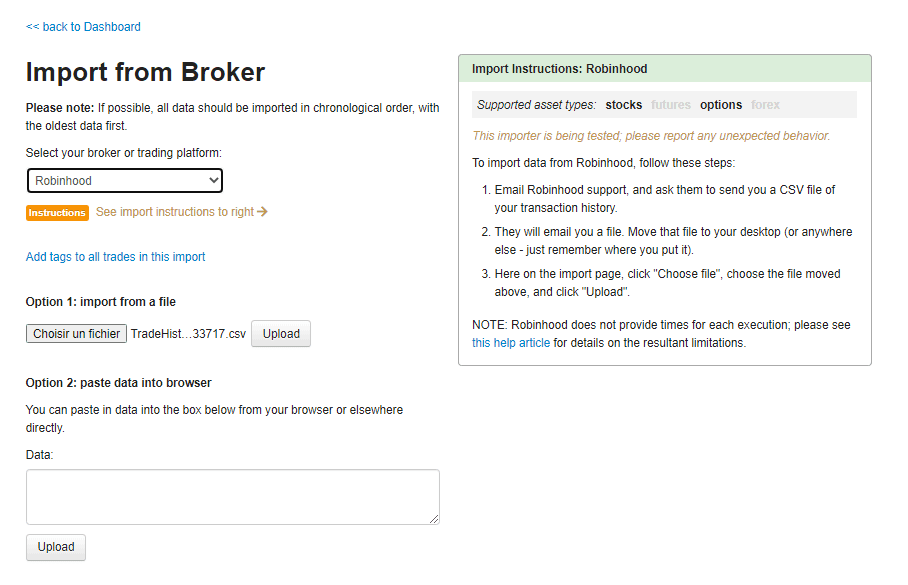 << back to Dashboard
Import from Broker
Please note: If possible, all data should be imported in chronological order, with
the oldest data first.
Select your broker or trading platform:
Robinhood
Instructions See import instructions to right →
Add tags to all trades in this import
Option 1: import from a file
Choisir un fichier TradeHist…33717.csv Upload
Option 2: paste data into browser
You can paste in data into the box below from your browser or elsewhere
directly.
Data:
Upload
Import Instructions: Robinhood
Supported asset types: stocks futures options forex
This importer is being tested; please report any unexpected behavior.
To import data from Robinhood, follow these steps:
1. Email Robinhood support, and ask them to send you a CSV file of
your transaction history.
2. They will email you a file. Move that file to your desktop (or anywhere
else - just remember where you put it).
3. Here on the import page, click "Choose file", choose the file moved
above, and click "Upload".
NOTE: Robinhood does not provide times for each execution; please see
this help article for details on the resultant limitations.